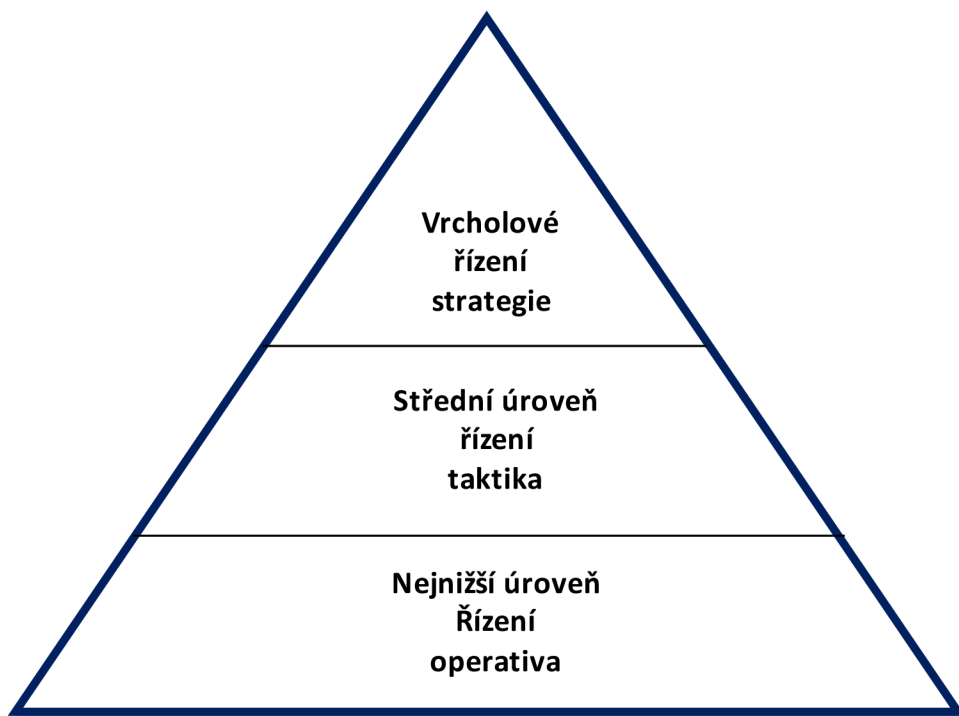 Vrcholové
řízení
strategie
Střední úroveň
řízení
taktika
Nejnižší úroveň
Řízení
operativa